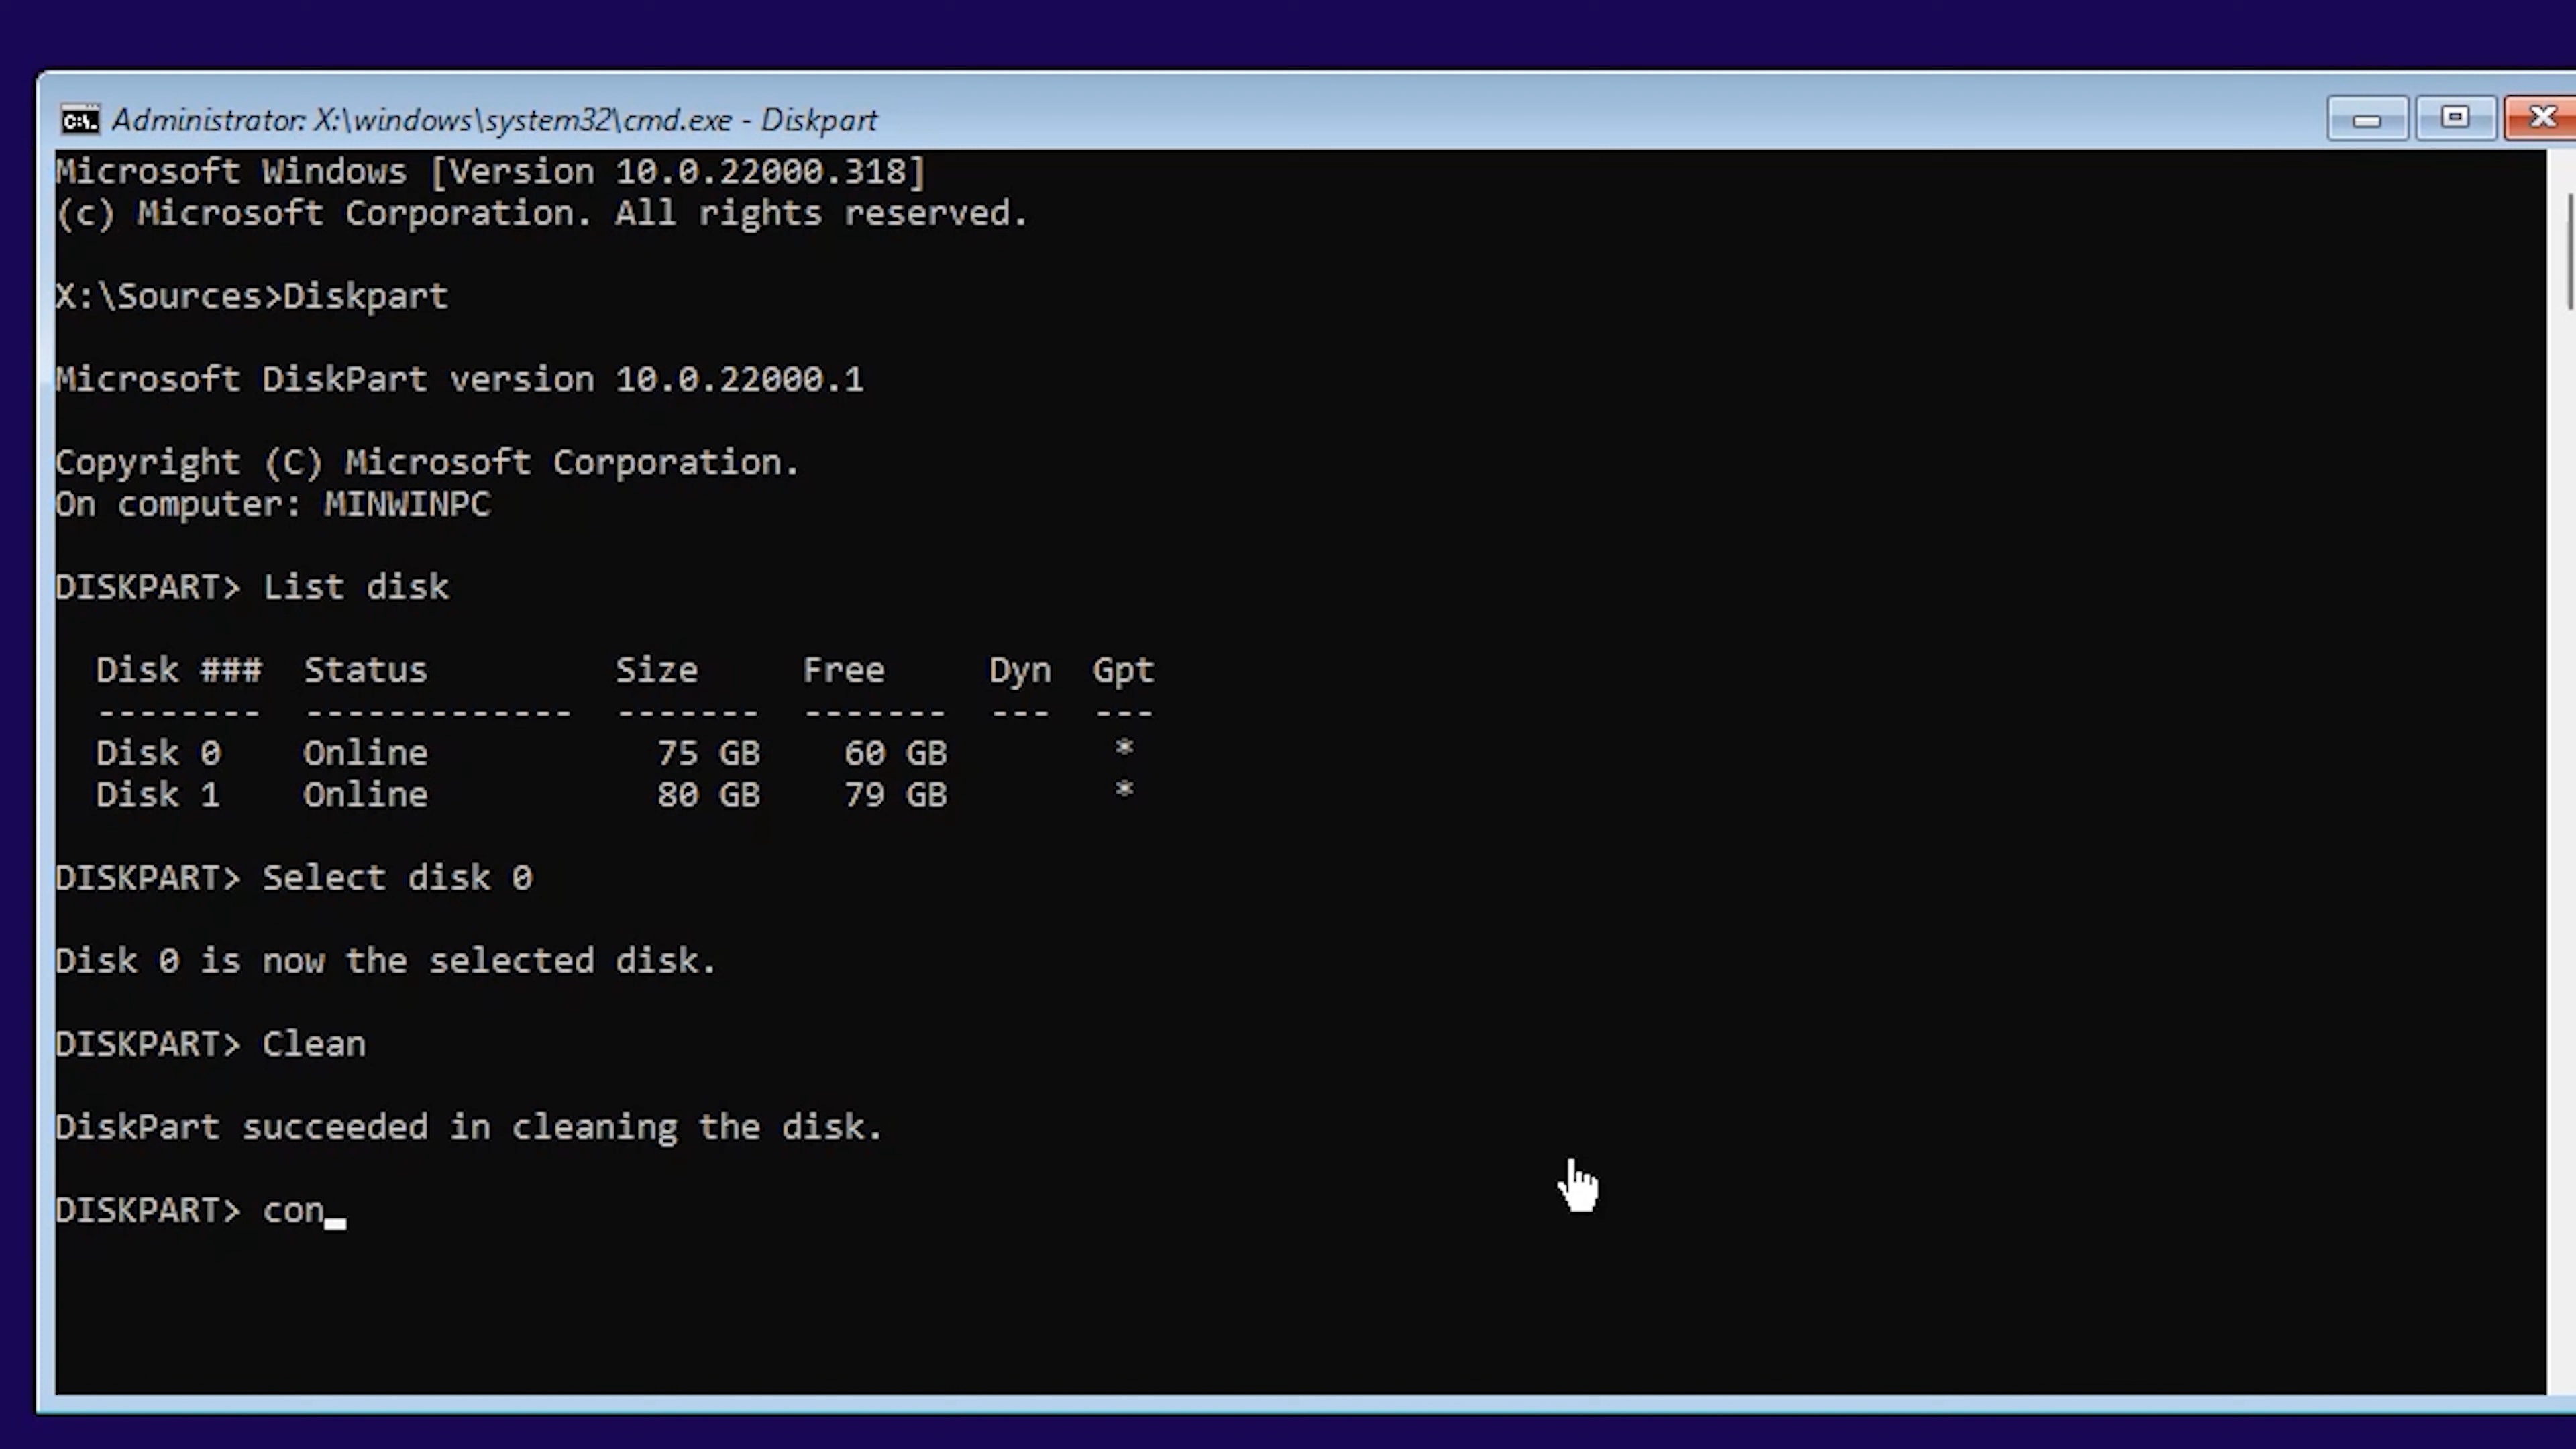 Administrator: X:\windows\system32\cmd.exe - Diskpart
Microsoft Windows [Version 10.0.22000.318]
(c) Microsoft Corporation. All rights reserved.
X:\Sources>Diskpart
Microsoft DiskPart version 10.0.22000.1
Copyright (C) Microsoft Corporation.
On computer: MINWINPC
DISKPART> List disk
Disk ###  Status         Size     Free     Dyn  Gpt
--------  -------------  -------  -------  ---  ---
Disk 0    Online           75 GB    60 GB        *
Disk 1    Online           80 GB    79 GB        *
DISKPART> Select disk 0
Disk 0 is now the selected disk.
DISKPART> Clean
DiskPart succeeded in cleaning the disk.
DISKPART> con